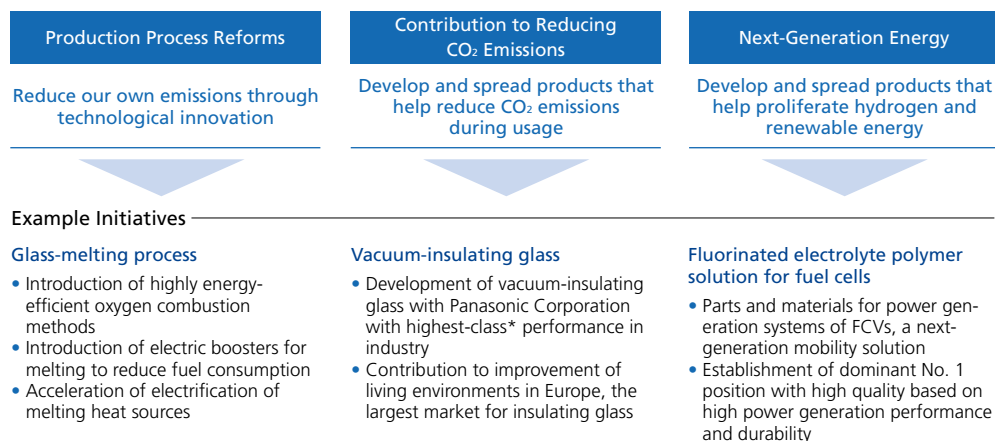 Production Process Reforms
Reduce our own emissions through
technological innovation
Contribution to Reducing
CO₂ Emissions
Develop and spread products that
help reduce CO₂ emissions
during usage
Next-Generation Energy
Develop and spread products that
help proliferate hydrogen and
renewable energy
Example Initiatives
Glass-melting process
• Introduction of highly energy-
efficient oxygen combustion
methods
• Introduction of electric boosters for
melting to reduce fuel consumption
• Acceleration of electrification of
melting heat sources
Vacuum-insulating glass
• Development of vacuum-insulating
glass with Panasonic Corporation
with highest-class* performance in
industry
• Contribution to improvement of
living environments in Europe, the
largest market for insulating glass
Fluorinated electrolyte polymer
solution for fuel cells
• Parts and materials for power gen-
eration systems of FCVs, a next-
generation mobility solution
• Establishment of dominant No. 1
position with high quality based on
high power generation performance
and durability